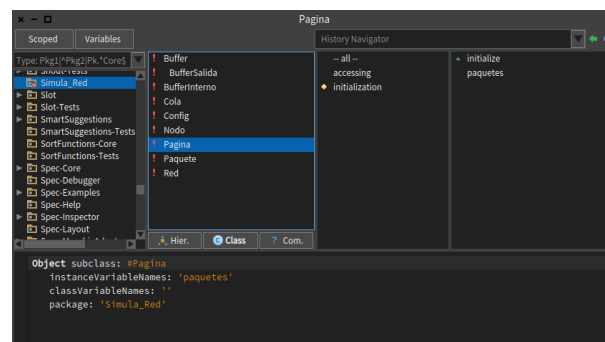 Pagina
Scoped
Variables
History Navigator
Type: Pkg1|^Pkg2|Pk.*Core$
Shout-Tests
Simula_Red
Slot
Slot-Tests
SmartSuggestions
SmartSuggestions-Tests
SortFunctions-Core
SortFunctions-Tests
Spec-Core
Spec-Debugger
Spec-Examples
Spec-Help
Spec-Inspector
Spec-Layout
! Buffer
! BufferSalida
! BufferInterno
! Cola
! Config
! Nodo
! Pagina
! Paquete
! Red
Hier.
C Class
? Com.
-- all --
accessing
initialization
initialize
paquetes
Object subclass: #Pagina
instanceVariableNames: 'paquetes'
classVariableNames: ''
package: 'Simula_Red'